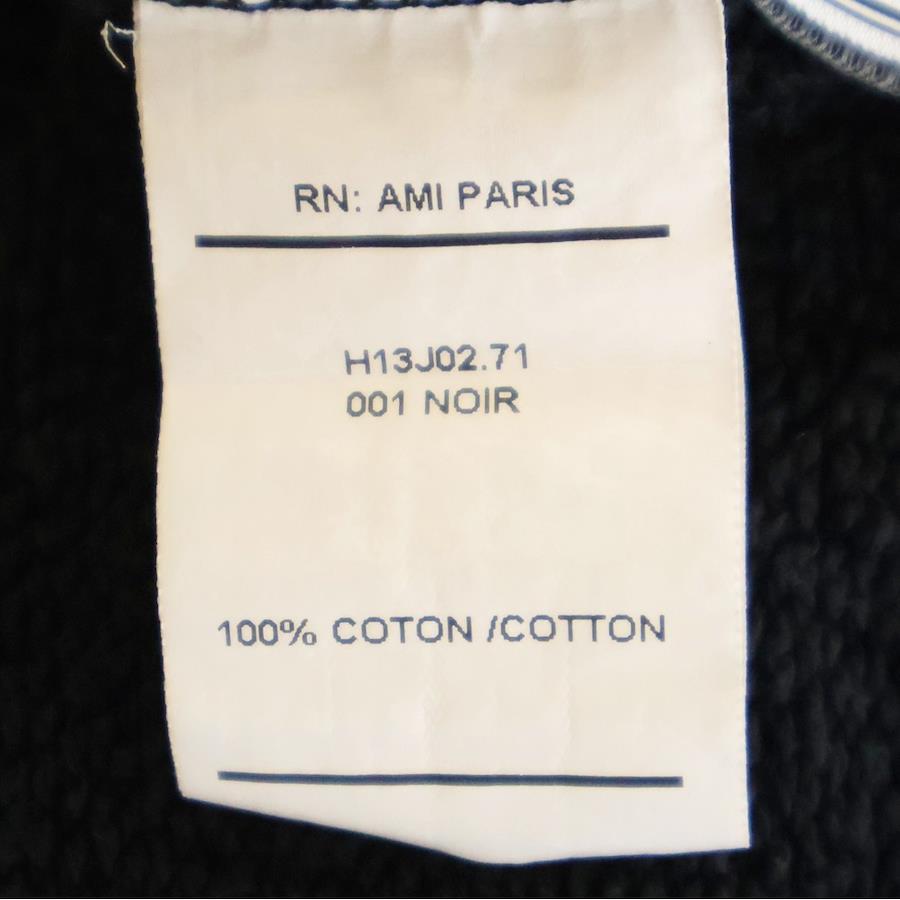 RN: AMI PARIS
H13J02.71
001 NOIR
100% COTON /COTTON